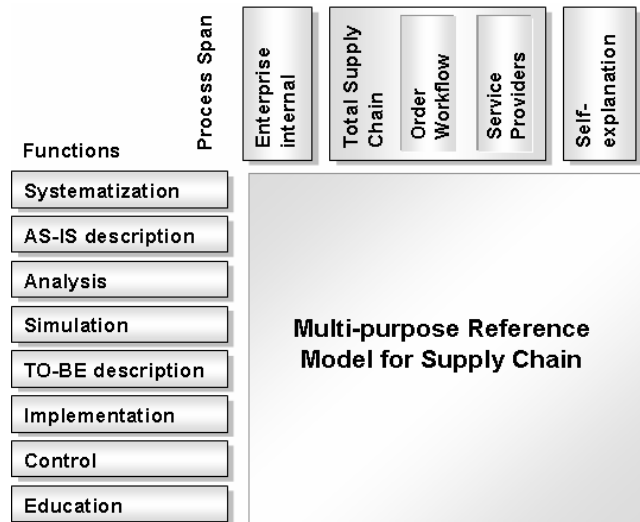 Process Span
Enterprise
internal
Total Supply
Chain
Order
Workflow
Service
Providers
Self-
explanation
Functions
Systematization
AS-IS description
Analysis
Simulation
TO-BE description
Implementation
Control
Education
Multi-purpose Reference
Model for Supply Chain